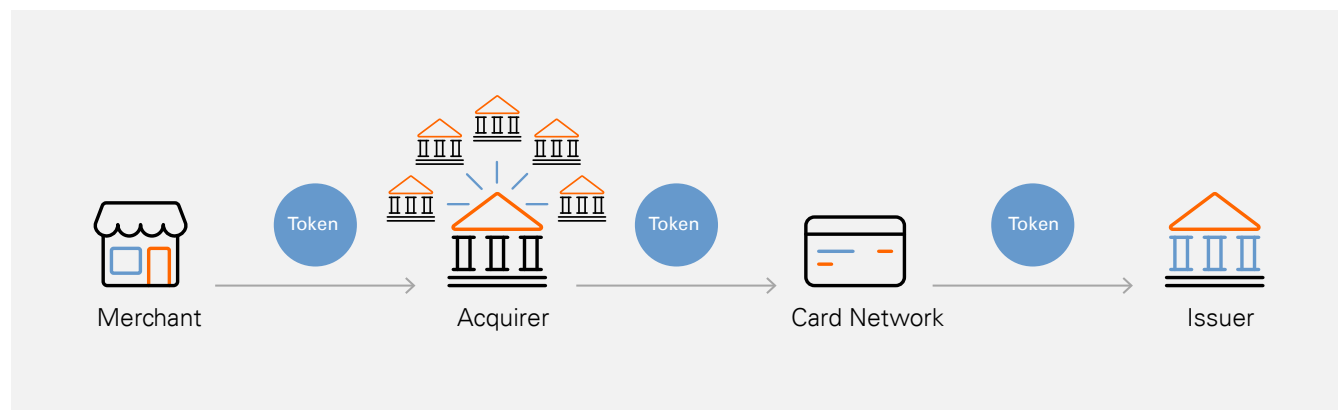 Token
Token
Token
Merchant
Acquirer
Card Network
Issuer